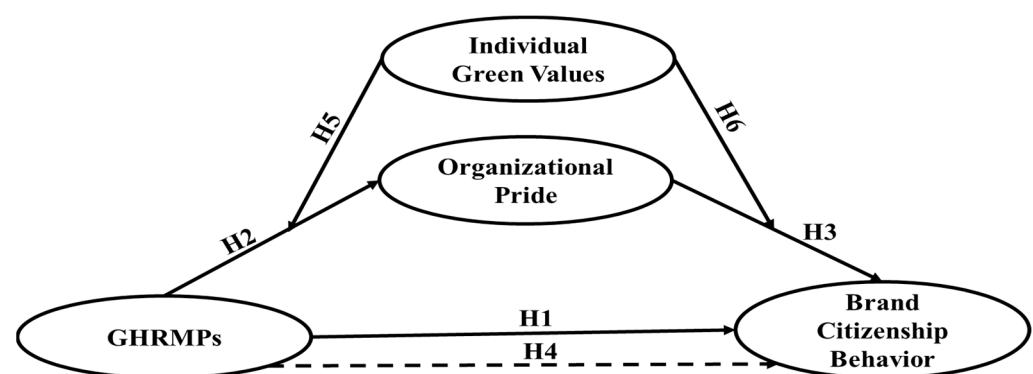 Individual
Green Values
H5
H6
Organizational
Pride
H2
H3
GHRMPs
H1
H4
Brand
Citizenship
Behavior